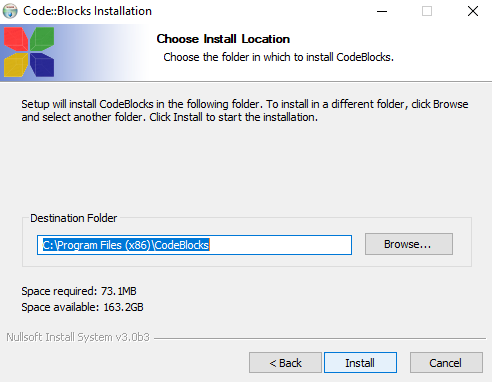 Code::Blocks Installation
Choose Install Location
Choose the folder in which to install CodeBlocks.
Setup will install CodeBlocks in the following folder. To install in a different folder, click Browse
and select another folder. Click Install to start the installation.
Destination Folder
C:\Program Files (x86)\CodeBlocks
Browse...
Space required: 73.1MB
Space available: 163.2GB
Nullsoft Install System v3.0b3
< Back
Install
Cancel